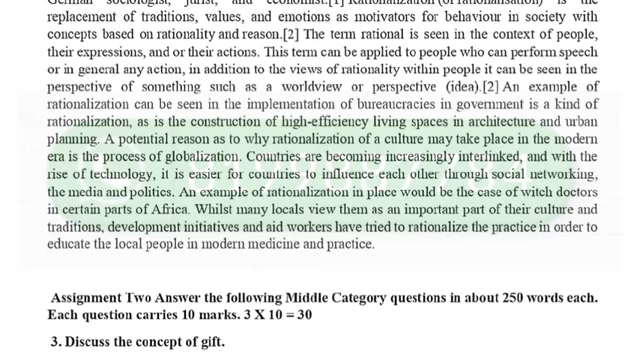 German sociologist, jurist, and economist.[1] Rationalization (or rationalisation) is the
replacement of traditions, values, and emotions as motivators for behaviour in society with
concepts based on rationality and reason.[2] The term rational is seen in the context of people,
their expressions, and or their actions. This term can be applied to people who can perform speech
or in general any action, in addition to the views of rationality within people it can be seen in the
perspective of something such as a worldview or perspective (idea).[2] An example of
rationalization can be seen in the implementation of bureaucracies in government is a kind of
rationalization, as is the construction of high-efficiency living spaces in architecture and urban
planning. A potential reason as to why rationalization of a culture may take place in the modern
era is the process of globalization. Countries are becoming increasingly interlinked, and with the
rise of technology, it is easier for countries to influence each other through social networking,
the media and politics. An example of rationalization in place would be the case of witch doctors
in certain parts of Africa. Whilst many locals view them as an important part of their culture and
traditions, development initiatives and aid workers have tried to rationalize the practice in order to
educate the local people in modern medicine and practice.
Assignment Two Answer the following Middle Category questions in about 250 words each.
Each question carries 10 marks. 3 X 10 = 30
3. Discuss the concept of gift.